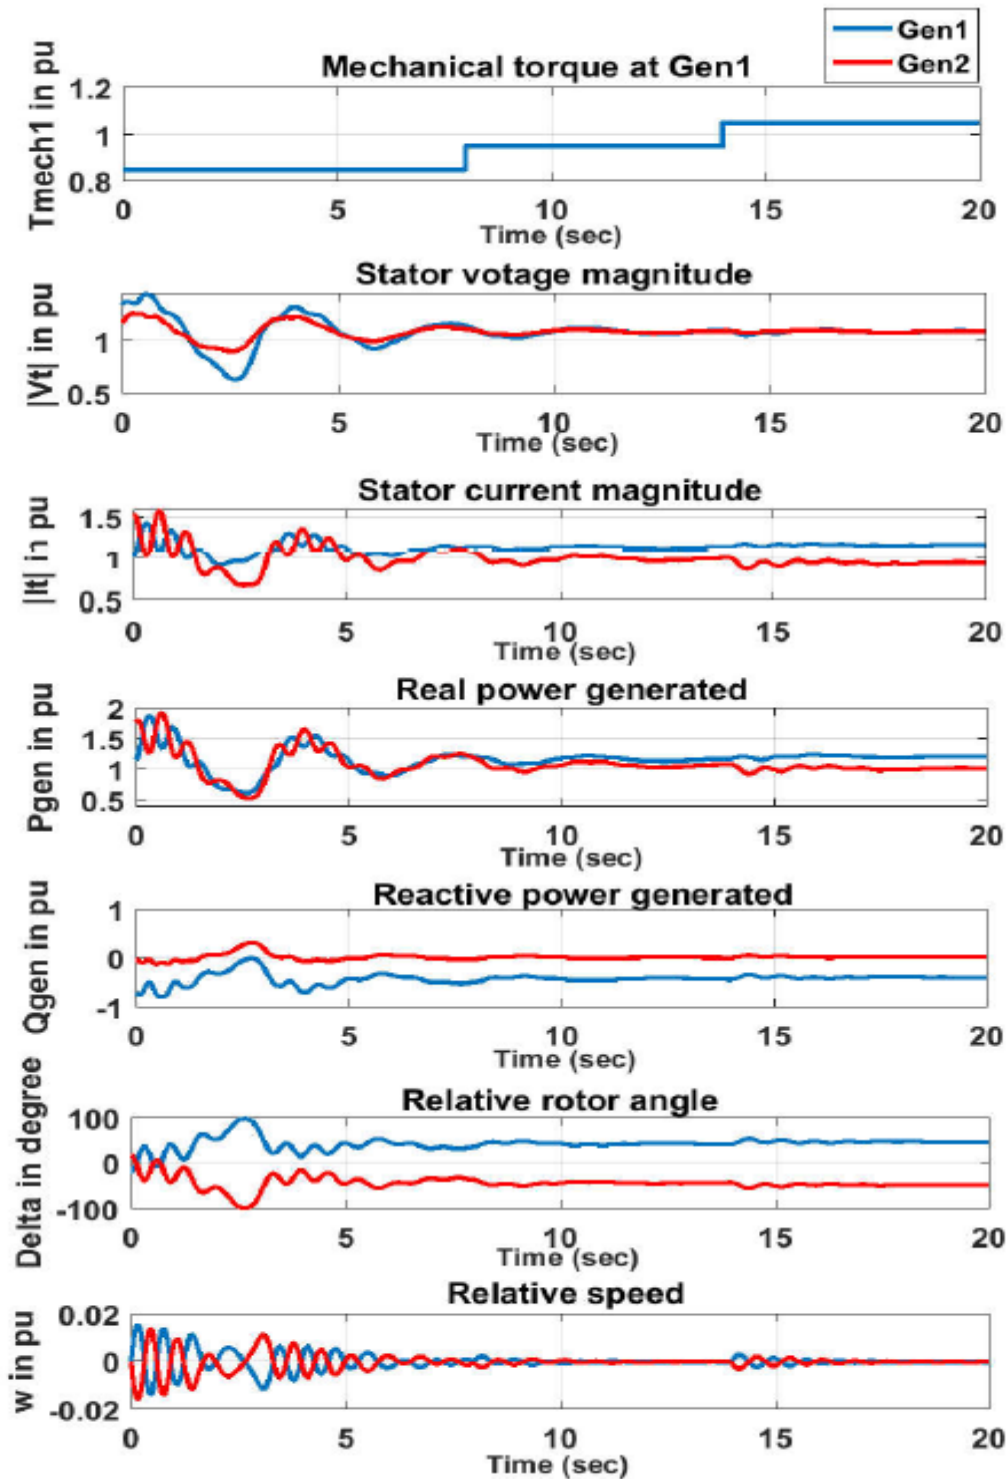 Gen1
Gen2
Mechanical torque at Gen1
Tmech1 in pu
1.2
1
0.8
0 5 10 15 20
Time (sec)
Stator votage magnitude
|Vt| in pu
1
0.5
0 5 10 15 20
Time (sec)
Stator current magnitude
|It| in pu
1.5
1
0.5
0 5 10 15 20
Time (sec)
Real power generated
Pgen in pu
2
1.5
1
0.5
0 5 10 15 20
Time (sec)
Reactive power generated
Qgen in pu
1
0
-1
0 5 10 15 20
Time (sec)
Relative rotor angle
Delta in degree
100
0
-100
0 5 10 15 20
Time (sec)
Relative speed
w in pu
0.02
0
-0.02
0 5 10 15 20
Time (sec)